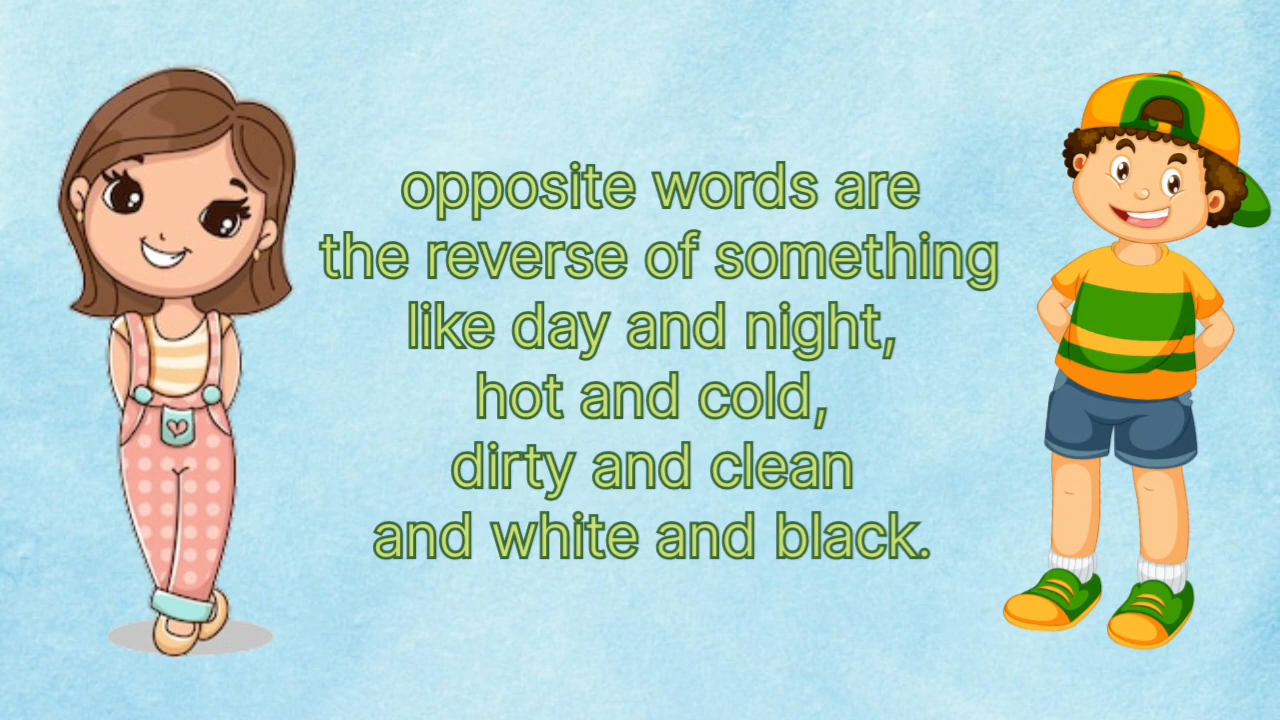 opposite words are
the reverse of something
like day and night,
hot and cold,
dirty and clean
and white and black.